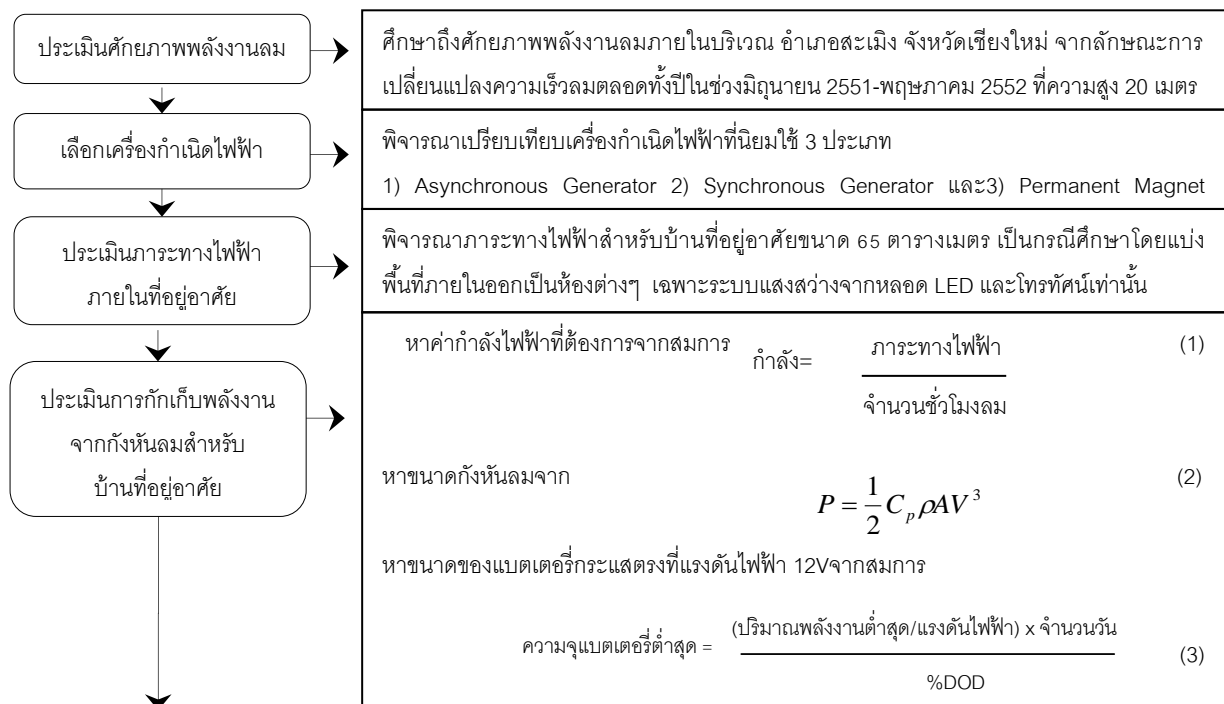 ประเมินศักยภาพพลังงานลม
ศึกษาถึงศักยภาพพลังงานลมภายในบริเวณ อำเภอสะเมิง จังหวัดเชียงใหม่ จากลักษณะการ
เปลี่ยนแปลงความเร็วลมตลอดทั้งปีในช่วงมิถุนายน 2551-พฤษภาคม 2552 ที่ความสูง 20 เมตร
เลือกเครื่องกำเนิดไฟฟ้า
พิจารณาเปรียบเทียบเครื่องกำเนิดไฟฟ้าที่นิยมใช้ 3 ประเภท
1) Asynchronous Generator 2) Synchronous Generator และ3) Permanent Magnet
ประเมินภาระทางไฟฟ้า
ภายในที่อยู่อาศัย
พิจารณาภาระทางไฟฟ้าสำหรับบ้านที่อยู่อาศัยขนาด 65 ตารางเมตร เป็นกรณีศึกษาโดยแบ่ง
พื้นที่ภายในออกเป็นห้องต่างๆ เฉพาะระบบแสงสว่างจากหลอด LED และโทรทัศน์เท่านั้น
ประเมินการกักเก็บพลังงาน
จากกังหันลมสำหรับ
บ้านที่อยู่อาศัย
หาค่ากำลังไฟฟ้าที่ต้องการจากสมการ กำลัง= ภาระทางไฟฟ้า (1)
จำนวนชั่วโมงลม
หาขนาดกังหันลมจาก (2)
P = 1/2 C_p ρAV³
หาขนาดของแบตเตอรี่กระแสตรงที่แรงดันไฟฟ้า 12Vจากสมการ
ความจุแบตเตอรี่ต่ำสุด = (ปริมาณพลังงานต่ำสุด/แรงดันไฟฟ้า) x จำนวนวัน (3)
%DOD